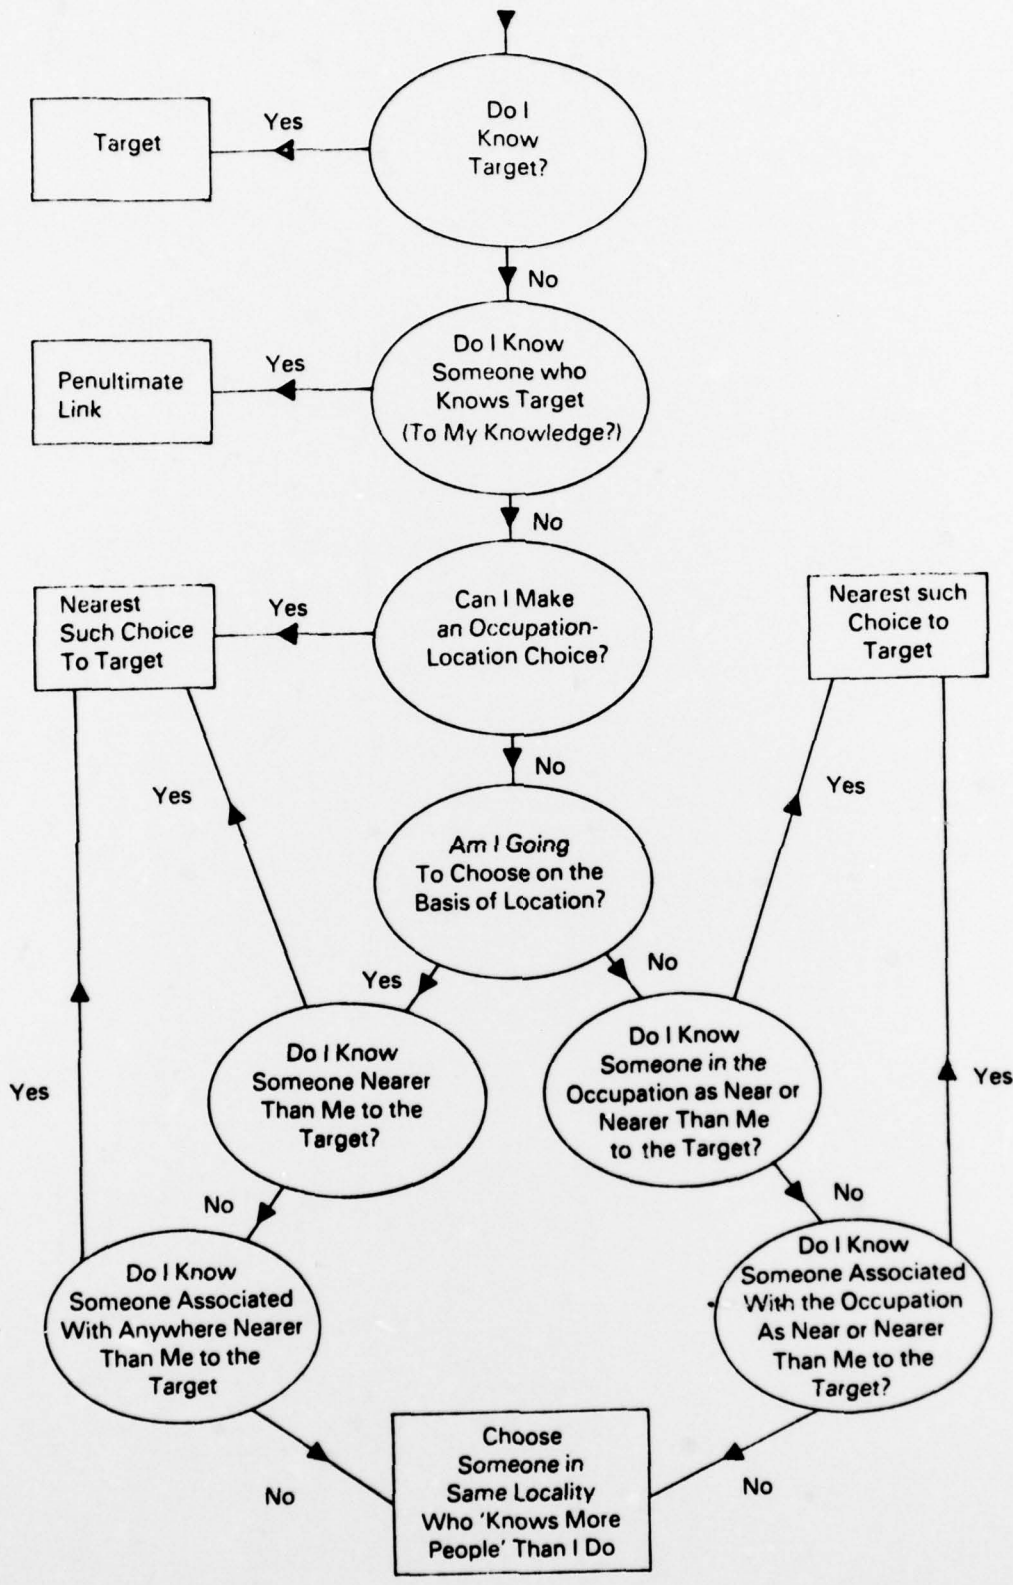 Do I
Know
Target?
Yes
Target
No
Do I Know
Someone who
Knows Target
(To My Knowledge?)
Yes
Penultimate
Link
No
Can I Make
an Occupation-
Location Choice?
Yes
Nearest
Such Choice
To Target
Nearest such
Choice to
Target
No
Yes
Yes
Am I Going
To Choose on the
Basis of Location?
Yes
No
Do I Know
Someone Nearer
Than Me to the
Target?
Do I Know
Someone in the
Occupation as Near or
Nearer Than Me
to the Target?
Yes
Yes
No
No
Do I Know
Someone Associated
With Anywhere Nearer
Than Me to the
Target
Do I Know
Someone Associated
With the Occupation
As Near or Nearer
Than Me to the
Target?
No
No
Choose
Someone in
Same Locality
Who 'Knows More
People' Than I Do